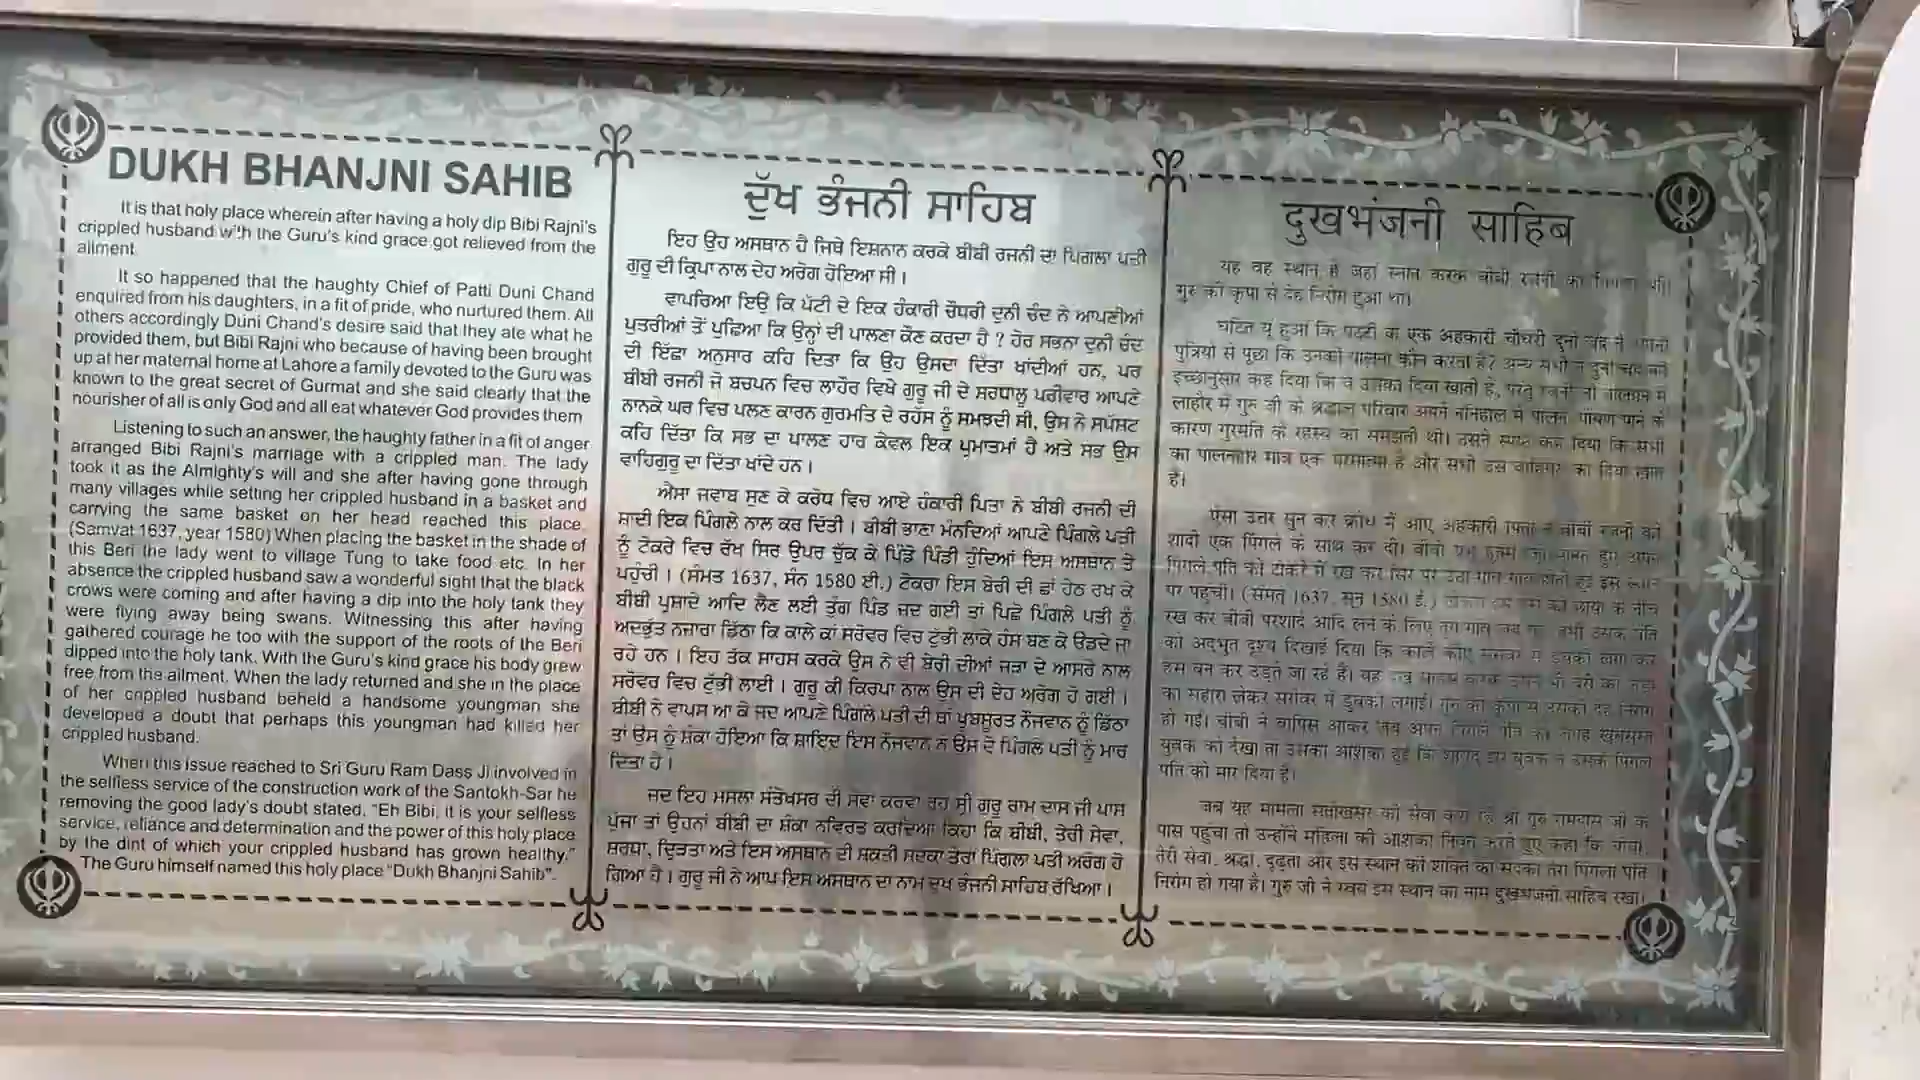 DUKH BHANJNI SAHIB
It is that holy place wherein after having a holy dip Bibi Rajni's
crippled husband with the Guru's kind grace got relieved from the
ailment.
It so happened that the haughty Chief of Patti Duni Chand
enquired from his daughters, in a fit of pride, who nurtured them. All
others accordingly Duni Chand's desire said that they ate what he
provided them, but Bibi Rajni who because of having been brought
up at her maternal home at Lahore a family devoted to the Guru was
known to the great secret of Gurmat and she said clearly that the
nourisher of all is only God and all eat whatever God provides them
Listening to such an answer, the haughty father in a fit of anger
arranged Bibi Rajni's marriage with a crippled man. The lady
took it as the Almighty's will and she after having gone through
many villages while setting her crippled husband in a basket and
carrying the same basket on her head reached this place.
(Samvat 1637, year 1580) When placing the basket in the shade of
this Beri the lady went to village Tung to take food etc. In her
absence the crippled husband saw a wonderful sight that the black
crows were coming and after having a dip into the holy tank they
were flying away being swans. Witnessing this after having
gathered courage he too with the support of the roots of the Beri
dipped into the holy tank. With the Guru's kind grace his body grew
free from the ailment. When the lady returned and she in the place
of her crippled husband beheld a handsome youngman she
developed a doubt that perhaps this youngman had killed her
crippled husband.
When this issue reached to Sri Guru Ram Dass Ji involved in
the selfless service of the construction work of the Santokh-Sar he
removing the good lady's doubt stated, "Eh Bibi, it is your selfless
service, reliance and determination and the power of this holy place
by the dint of which your crippled husband has grown healthy."
The Guru himself named this holy place "Dukh Bhanjni Sahib".
ਦੁੱਖ ਭੰਜਨੀ ਸਾਹਿਬ
ਇਹ ਉਹ ਅਸਥਾਨ ਹੈ ਜਿਥੇ ਇਸ਼ਨਾਨ ਕਰਕੇ ਬੀਬੀ ਰਜਨੀ ਦਾ ਪਿੰਗਲਾ ਪਤੀ
ਗੁਰੂ ਦੀ ਕ੍ਰਿਪਾ ਨਾਲ ਦੇਹ ਅਰੋਗ ਹੋਇਆ ਸੀ ।
ਵਾਪਰਿਆ ਇਉਂ ਕਿ ਪੱਟੀ ਦੇ ਇਕ ਹੰਕਾਰੀ ਚੌਧਰੀ ਦੁਨੀ ਚੰਦ ਨੇ ਆਪਣੀਆਂ
ਪੁਤਰੀਆਂ ਤੋਂ ਪੁਛਿਆ ਕਿ ਉਨ੍ਹਾਂ ਦੀ ਪਾਲਣਾ ਕੌਣ ਕਰਦਾ ਹੈ ? ਹੋਰ ਸਭਨਾ ਦੁਨੀ ਚੰਦ
ਦੀ ਇੱਛਾ ਅਨੁਸਾਰ ਕਹਿ ਦਿਤਾ ਕਿ ਉਹ ਉਸਦਾ ਦਿੱਤਾ ਖਾਂਦੀਆਂ ਹਨ, ਪਰ
ਬੀਬੀ ਰਜਨੀ ਜੋ ਬਚਪਨ ਵਿਚ ਲਾਹੌਰ ਵਿਖੇ ਗੁਰੂ ਜੀ ਦੇ ਸਰਧਾਲੂ ਪਰੀਵਾਰ ਆਪਣੇ
ਨਾਨਕੇ ਘਰ ਵਿਚ ਪਲਣ ਕਾਰਨ ਗੁਰਮਤਿ ਦੇ ਰਹੱਸ ਨੂੰ ਸਮਝਦੀ ਸੀ, ਉਸ ਨੇ ਸਪੱਸ਼ਟ
ਕਹਿ ਦਿੱਤਾ ਕਿ ਸਭ ਦਾ ਪਾਲਣ ਹਾਰ ਕੇਵਲ ਇਕ ਪ੍ਰਮਾਤਮਾਂ ਹੈ ਅਤੇ ਸਭ ਉਸ
ਵਾਹਿਗੁਰੂ ਦਾ ਦਿੱਤਾ ਖਾਂਦੇ ਹਨ ।
ਐਸਾ ਜਵਾਬ ਸੁਣ ਕੇ ਕਰੋਧ ਵਿਚ ਆਏ ਹੰਕਾਰੀ ਪਿਤਾ ਨੇ ਬੀਬੀ ਰਜਨੀ ਦੀ
ਸ਼ਾਦੀ ਇਕ ਪਿੰਗਲੇ ਨਾਲ ਕਰ ਦਿੱਤੀ । ਬੀਬੀ ਭਾਣਾ ਮੰਨਦਿਆਂ ਆਪਣੇ ਪਿੰਗਲੇ ਪਤੀ
ਨੂੰ ਟੋਕਰੇ ਵਿਚ ਰੱਖ ਸਿਰ ਉਪਰ ਚੁੱਕ ਕੇ ਪਿੰਡੋ ਪਿੰਡੀ ਹੁੰਦਿਆਂ ਇਸ ਅਸਥਾਨ ਤੇ
ਪਹੁੰਚੀ । (ਸੰਮਤ 1637, ਸੰਨ 1580 ਈ.) ਟੋਕਰਾ ਇਸ ਬੇਰੀ ਦੀ ਛਾਂ ਹੇਠ ਰਖ ਕੇ
ਬੀਬੀ ਪ੍ਰਸ਼ਾਦੇ ਆਦਿ ਲੈਣ ਲਈ ਤੁੰਗ ਪਿੰਡ ਜਦ ਗਈ ਤਾਂ ਪਿਛੋ ਪਿੰਗਲੇ ਪਤੀ ਨੂੰ
ਅਦਭੁੱਤ ਨਜਾਰਾ ਡਿੱਠਾ ਕਿ ਕਾਲੇ ਕਾਂ ਸਰੋਵਰ ਵਿਚ ਟੁੱਭੀ ਲਾਕੇ ਹੰਸ ਬਣ ਕੇ ਉਡਦੇ ਜਾ
ਰਹੇ ਹਨ । ਇਹ ਤੱਕ ਸਾਹਸ ਕਰਕੇ ਉਸ ਨੇ ਵੀ ਬੇਰੀ ਦੀਆਂ ਜੜਾ ਦੇ ਆਸਰੇ ਨਾਲ
ਸਰੋਵਰ ਵਿਚ ਟੁੱਭੀ ਲਾਈ । ਗੁਰੂ ਕੀ ਕਿਰਪਾ ਨਾਲ ਉਸ ਦੀ ਦੇਹ ਅਰੋਗ ਹੋ ਗਈ ।
ਬੀਬੀ ਨੇ ਵਾਪਸ ਆ ਕੇ ਜਦ ਆਪਣੇ ਪਿੰਗਲੇ ਪਤੀ ਦੀ ਥਾਂ ਖੂਬਸੂਰਤ ਨੌਜਵਾਨ ਨੂੰ ਡਿੱਠਾ
ਤਾਂ ਉਸ ਨੂੰ ਸ਼ੰਕਾ ਹੋਇਆ ਕਿ ਸ਼ਾਇਦ ਇਸ ਨੌਜਵਾਨ ਨੇ ਉਸ ਦੇ ਪਿੰਗਲੇ ਪਤੀ ਨੂੰ ਮਾਰ
ਦਿਤਾ ਹੈ ।
ਜਦ ਇਹ ਮਸਲਾ ਸੰਤੋਖਸਰ ਦੀ ਸੇਵਾ ਕਰਵਾ ਰਹੇ ਸ੍ਰੀ ਗੁਰੂ ਰਾਮ ਦਾਸ ਜੀ ਪਾਸ
ਪੁੱਜਾ ਤਾਂ ਉਹਨਾਂ ਬੀਬੀ ਦਾ ਸ਼ੰਕਾ ਨਵਿਰਤ ਕਰਦਿਆਂ ਕਿਹਾ ਕਿ ਬੀਬੀ, ਤੇਰੀ ਸੇਵਾ,
ਸ਼ਰਧਾ, ਦ੍ਰਿੜਤਾ ਅਤੇ ਇਸ ਅਸਥਾਨ ਦੀ ਸ਼ਕਤੀ ਸਦਕਾ ਤੇਰਾ ਪਿੰਗਲਾ ਪਤੀ ਅਰੋਗ ਹੋ
ਗਿਆ ਹੈ । ਗੁਰੂ ਜੀ ਨੇ ਆਪ ਇਸ ਅਸਥਾਨ ਦਾ ਨਾਮ ਦੁਖ ਭੰਜਨੀ ਸਾਹਿਬ ਰੱਖਿਆ ।
दुखभंजनी साहिब
यह वह स्थान है जहां स्नान करके बीबी रजनी का
गुरु की कृपा से देह निरोग हुआ था।
घटित यूं हुआ कि पट्टी के एक अहंकारी चौधरी दुनी चंद ने
पुत्रियों से पूछा कि उनकी पालना कौन करता है? अन्य सभी ने दुनी चंद की
इच्छानुसार कह दिया कि वे उसका दिया खाती हैं, परंतु रजनी जो
लाहौर में गुरु जी के श्रद्धालु परिवार अपने ननिहाल में पालन पोषण पाने के
कारण गुरमति के रहस्य को समझती थी। उसने स्पष्ट कह दिया कि सभी
का पालनहार मात्र एक परमात्मा है और सभी उस वाहिगुरु का दिया खाते
हैं।
ऐसा उत्तर सुन कर क्रोध में आए अहंकारी पिता ने बीबी रजनी की
शादी एक पिंगले के साथ कर दी। बीबी
पिंगले पति को टोकरे में रख कर सिर पर उठा इस स्थान
पर पहुंची। (संमत 1637, सन 1580 ई.)
रख कर बीबी परशादे आदि लेने के लिए तुंग गांव
को अद्भुत दृश्य दिखाई दिया कि काले कौए सरोवर में डुबकी लगा कर
हंस बन कर उड़ते जा रहे हैं। यह
का सहारा लेकर सरोवर में डुबकी लगाई। गुरु की कृपा से उसकी देह निरोग
हो गई। बीबी ने वापिस आकर जब अपने पिंगले पति की जगह खूबसूरत
युवक को देखा तो उसको आशंका हुई कि शायद इस युवक ने उसके पिंगले
पति को मार दिया है।
जब यह मामला संतोखसर की सेवा करा रहे श्री गुरु रामदास जी के
पास पहुंचा तो उन्होंने महिला की आशंका निवृत करते हुए कहा कि बीबी,
तेरी सेवा, श्रद्धा, दृढ़ता और इस स्थान की शक्ति का सदका तेरा पिंगला पति
निरोग हो गया है। गुरु जी ने स्वयं इस स्थान का नाम दुखभंजनी साहिब रखा।